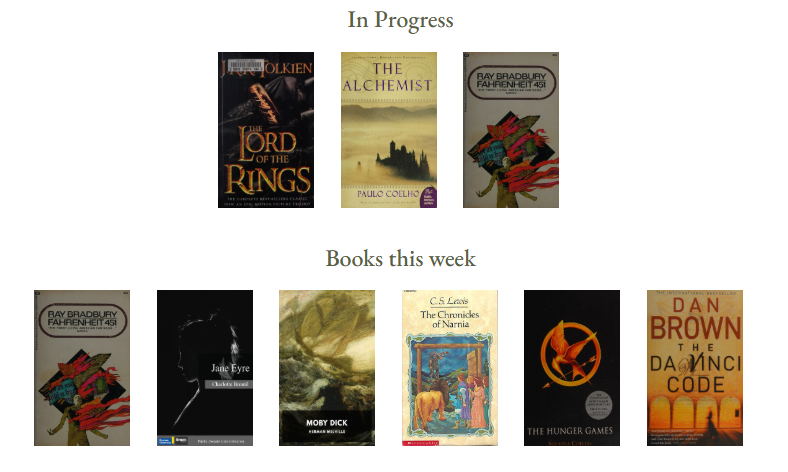 In Progress
J.R.R. TOLKIEN
THE
LORD
OF THE
RINGS
THE
ALCHEMIST
PAULO COELHO
RAY BRADBURY
FAHRENHEIT 451
Books this week
RAY BRADBURY
FAHRENHEIT 451
Jane Eyre
Charlotte Brontë
MOBY DICK
HERMAN MELVILLE
C.S. Lewis
The Chronicles
of Narnia
SCHOLASTIC
THE HUNGER GAMES
DAN
BROWN
THE
DA VINCI
CODE